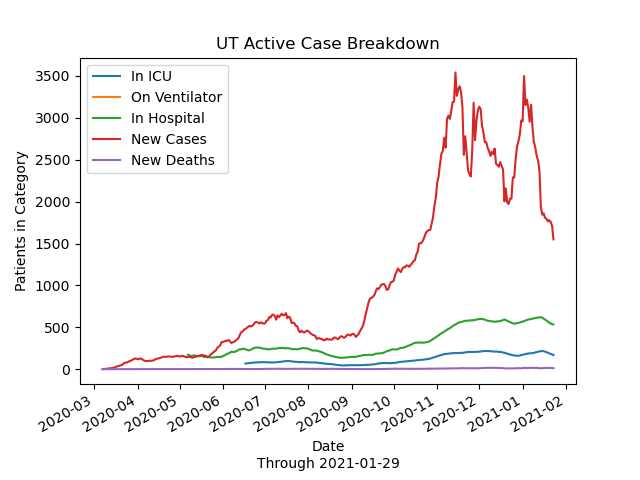 UT Active Case Breakdown
In ICU
On Ventilator
In Hospital
New Cases
New Deaths
Patients in Category
3500
3000
2500
2000
1500
1000
500
0
2020-03
2020-04
2020-05
2020-06
2020-07
2020-08
2020-09
2020-10
2020-11
2020-12
2021-01
2021-02
Date
Through 2021-01-29